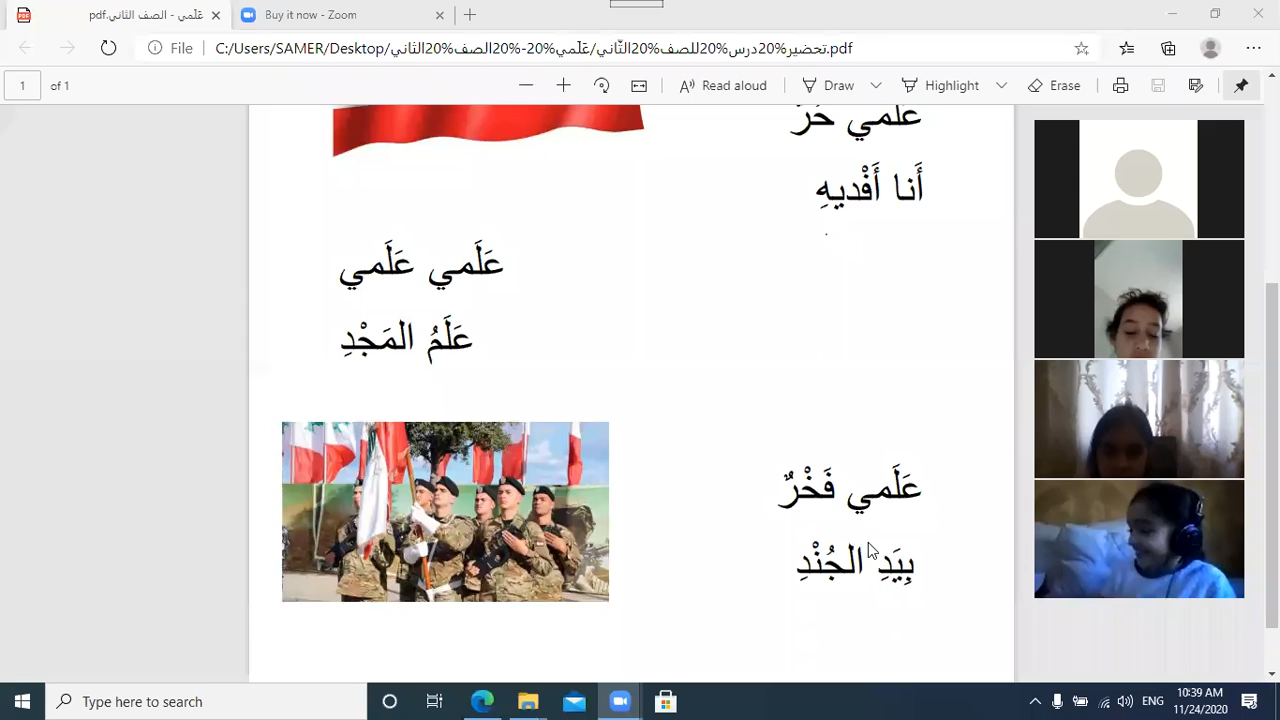 عَلّمي - الصف الثاني.pdf
Buy it now - Zoom
File
C:/Users/SAMER/Desktop/تحضير%20درس%20للصف%20الثّاني/عَلّمي%20-%20الصف%20الثاني.pdf
1 of 1
Read aloud
Draw
Highlight
Erase
عَلَمي حُرٌّ
أَنا أَفْديهِ
عَلَمي عَلَمي
عَلَمُ المَجْدِ
عَلَمي فَخْرٌ
بِيَدِ الجُنْدِ
Type here to search
ENG
10:39 AM
11/24/2020